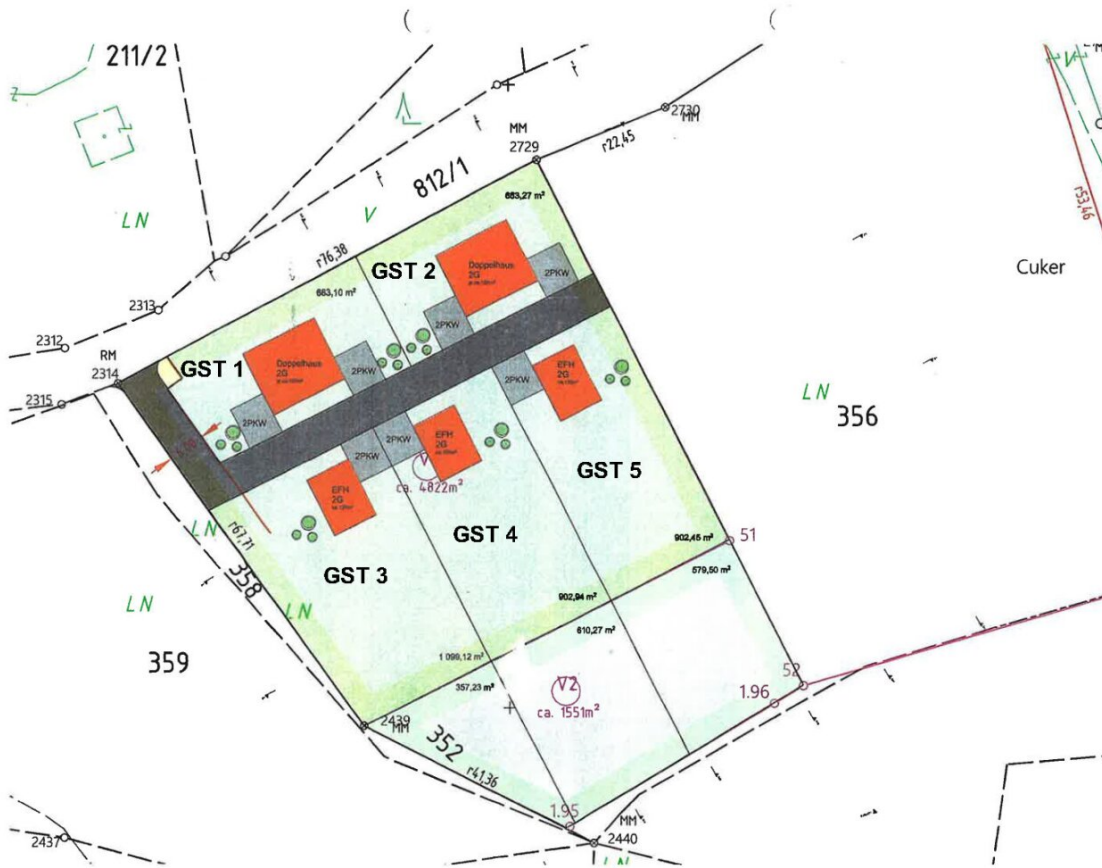 211/2
2730
MM
MM
2729
r22,45
812/1
r53,46
LN
V
683,27 m²
r76,38
Cuker
GST 2
Doppelhaus
2G
2PKW
663,10 m²
2313
2312
RM
2314
2315
GST 1
Doppelhaus
2G
2PKW
2PKW
2PKW
EFH
2G
2PKW
LN
356
EFH
2G
2PKW
2PKW
V
ca. 4822m²
GST 5
EFH
2G
LN
r67,71
GST 4
902,45 m²
51
579,50 m²
GST 3
358
LN
LN
902,94 m²
610,27 m²
359
1 099,12 m²
357,23 m²
V2
ca. 1551m²
52
1.96
2439
MM
352
r41,36
1.95
MM
2440
2437
LN